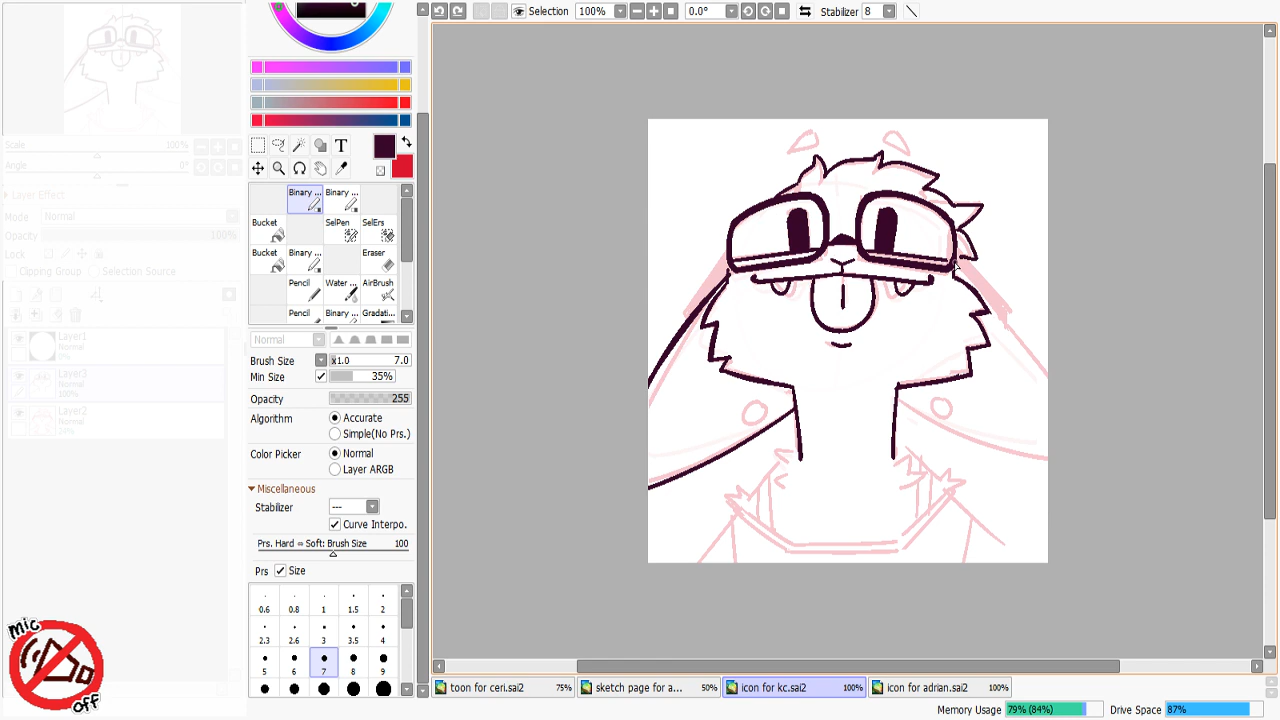 Selection 100% 0.0° Stabilizer 8
Scale 100%
Angle 0°
Layer Effect
Mode Normal
Opacity 100%
Lock
Clipping Group Selection Source
Layer1
Normal
0%
Layer3
Normal
100%
Layer2
Normal
24%
mic
off
T
Binary ... Binary ...
Bucket SelPen SelErs
Bucket Binary ... Eraser
Pencil Water ... AirBrush
Pencil Binary ... Gradati...
Normal
Brush Size x1.0 7.0
Min Size 35%
Opacity 255
Algorithm Accurate
Simple(No Prs.)
Color Picker Normal
Layer ARGB
Miscellaneous
Stabilizer ---
Curve Interpo.
Prs. Hard ⇔ Soft: Brush Size 100
Prs Size
0.6 0.8 1 1.5 2
2.3 2.6 3 3.5 4
5 6 7 8 9
toon for ceri.sai2 75% sketch page for a... 50% icon for kc.sai2 100% icon for adrian.sai2 100%
Memory Usage 79% (84%) Drive Space 87%